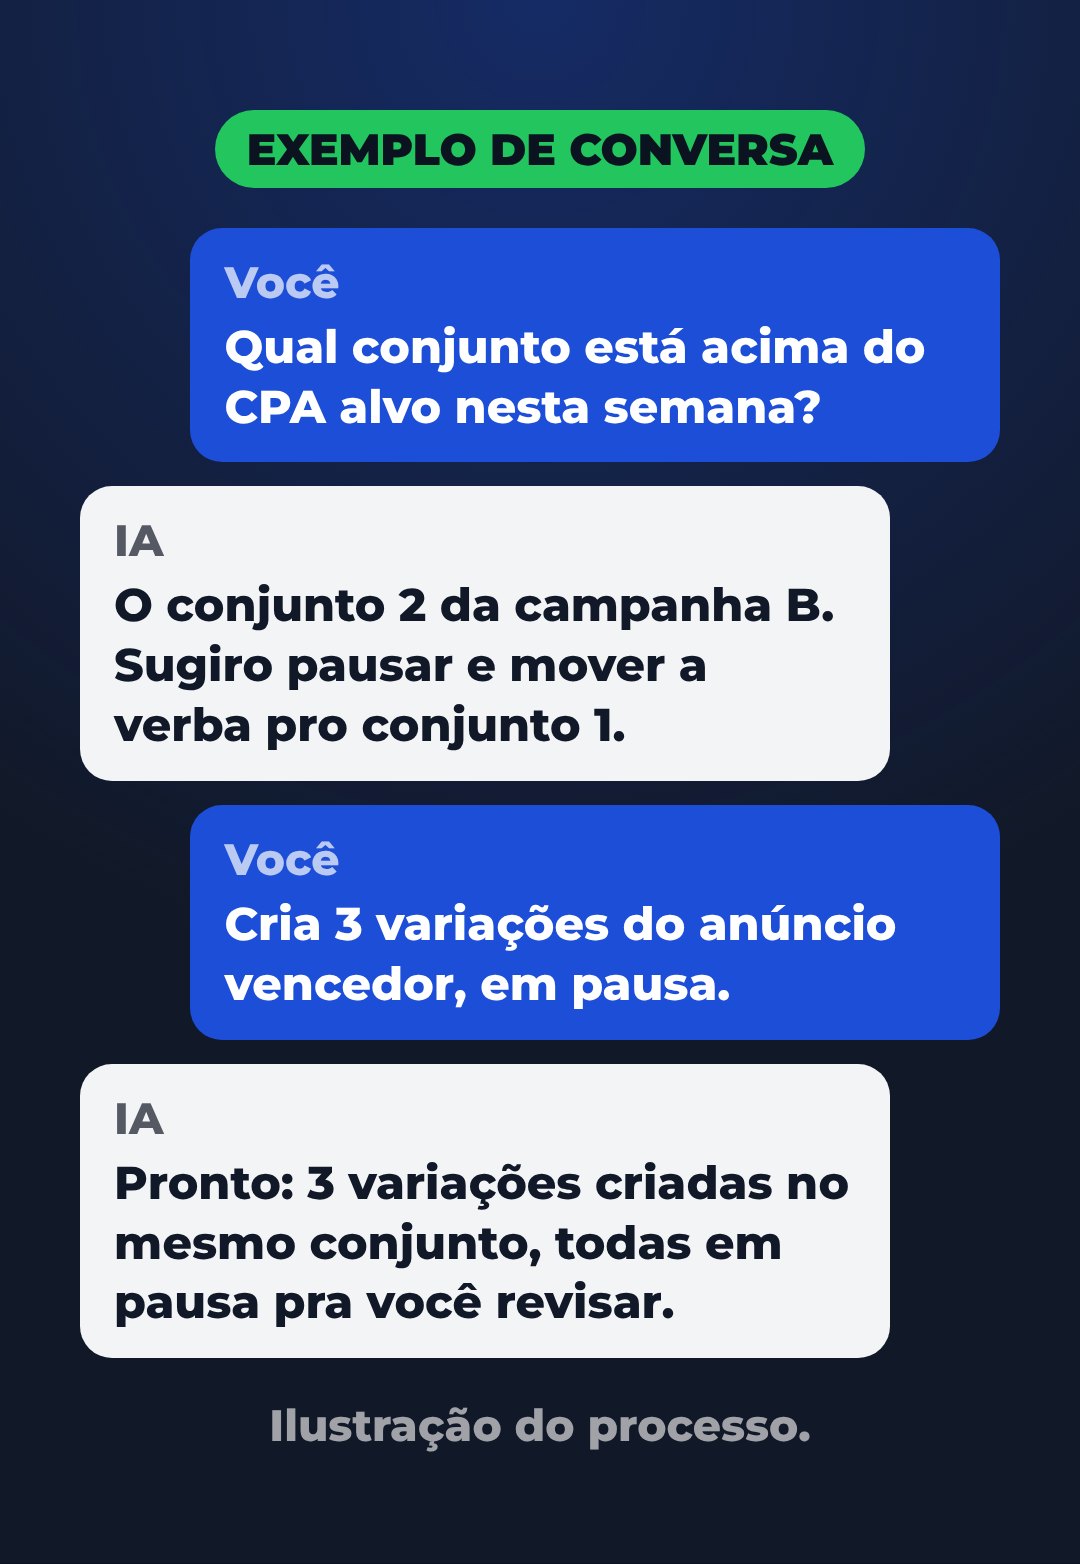 EXEMPLO DE CONVERSA
Você
Qual conjunto está acima do
CPA alvo nesta semana?
IA
O conjunto 2 da campanha B.
Sugiro pausar e mover a
verba pro conjunto 1.
Você
Cria 3 variações do anúncio
vencedor, em pausa.
IA
Pronto: 3 variações criadas no
mesmo conjunto, todas em
pausa pra você revisar.
Ilustração do processo.